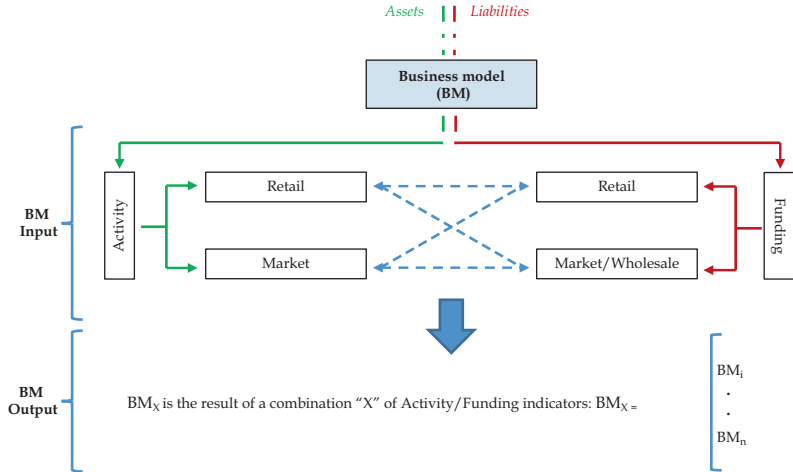 Assets
Liabilities
Business model
(BM)
BM
Input
Activity
Retail
Retail
Market
Market/Wholesale
Funding
BM
Output
BMX is the result of a combination “X” of Activity/Funding indicators: BMX =
BMi
.
.
BMn